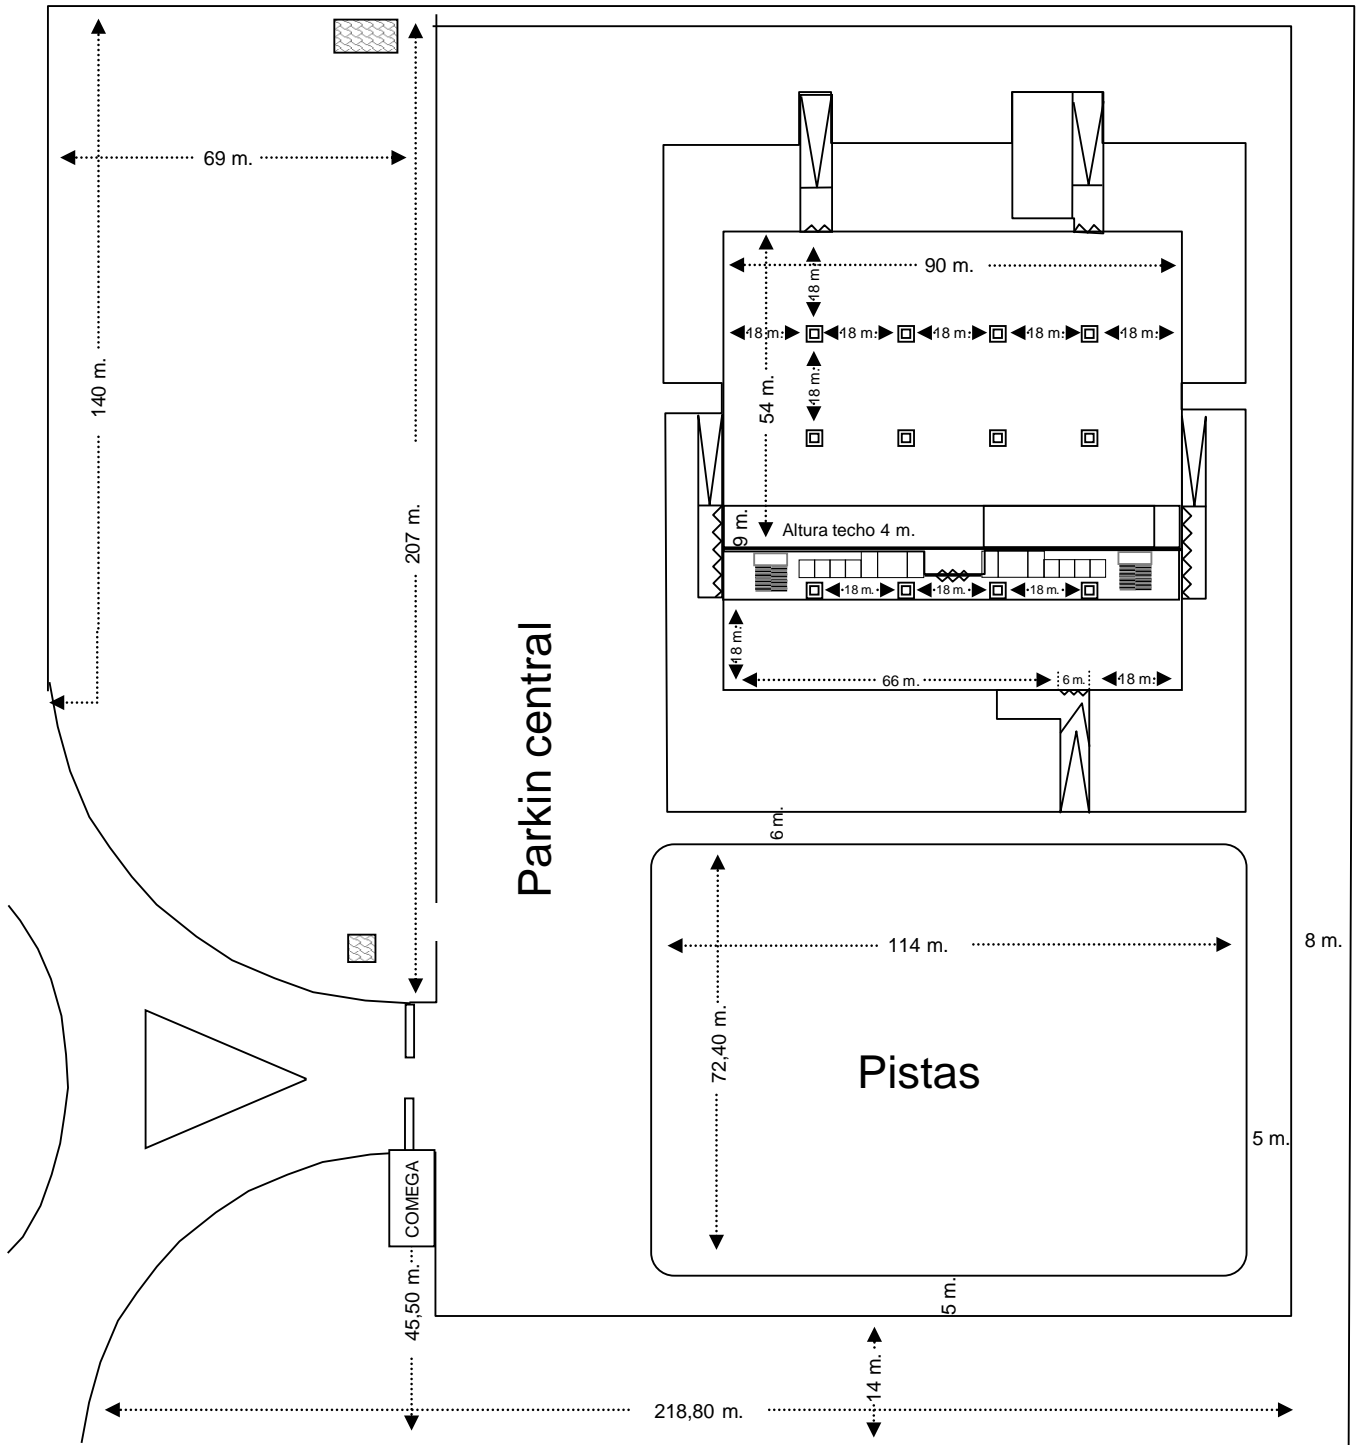 69 m.
140 m.
207 m.
90 m.
18 m
18 m.
18 m.
18 m.
18 m.
18 m.
18 m.
54 m.
9 m.
Altura techo 4 m.
18 m.
18 m.
18 m.
18 m.
66 m.
6 m.
18 m.
Parkin central
6 m.
114 m.
8 m.
72,40 m.
Pistas
5 m.
COMEGA
45,50 m.
5 m.
14 m.
218,80 m.